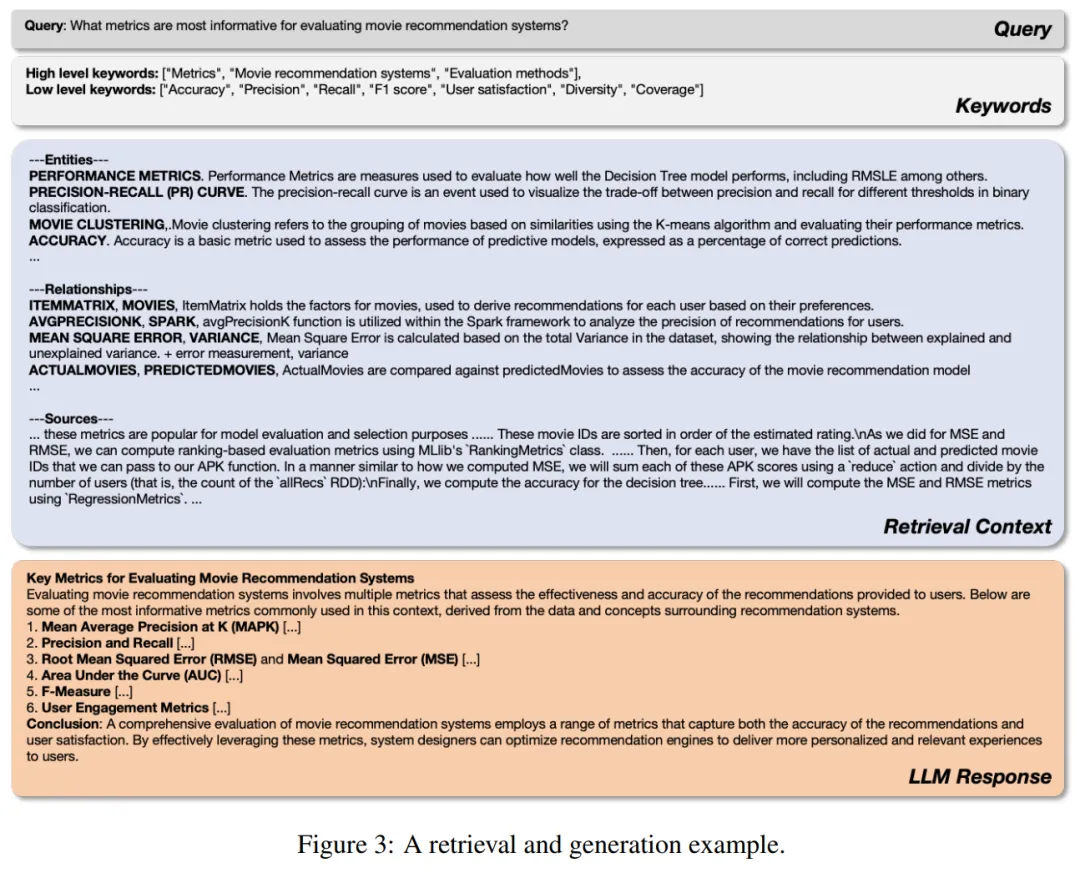 Query: What metrics are most informative for evaluating movie recommendation systems?
Query
High level keywords: ["Metrics", "Movie recommendation systems", "Evaluation methods"],
Low level keywords: ["Accuracy", "Precision", "Recall", "F1 score", "User satisfaction", "Diversity", "Coverage"]
Keywords
---Entities---
PERFORMANCE METRICS. Performance Metrics are measures used to evaluate how well the Decision Tree model performs, including RMSLE among others.
PRECISION-RECALL (PR) CURVE. The precision-recall curve is an event used to visualize the trade-off between precision and recall for different thresholds in binary
classification.
MOVIE CLUSTERING,.Movie clustering refers to the grouping of movies based on similarities using the K-means algorithm and evaluating their performance metrics.
ACCURACY. Accuracy is a basic metric used to assess the performance of predictive models, expressed as a percentage of correct predictions.
...
---Relationships---
ITEMMATRIX, MOVIES, ItemMatrix holds the factors for movies, used to derive recommendations for each user based on their preferences.
AVGPRECISIONK, SPARK, avgPrecisionK function is utilized within the Spark framework to analyze the precision of recommendations for users.
MEAN SQUARE ERROR, VARIANCE, Mean Square Error is calculated based on the total Variance in the dataset, showing the relationship between explained and
unexplained variance. + error measurement, variance
ACTUALMOVIES, PREDICTEDMOVIES, ActualMovies are compared against predictedMovies to assess the accuracy of the movie recommendation model
...
---Sources---
... these metrics are popular for model evaluation and selection purposes ...... These movie IDs are sorted in order of the estimated rating.\nAs we did for MSE and
RMSE, we can compute ranking-based evaluation metrics using MLlib's `RankingMetrics` class. ...... Then, for each user, we have the list of actual and predicted movie
IDs that we can pass to our APK function. In a manner similar to how we computed MSE, we will sum each of these APK scores using a `reduce` action and divide by the
number of users (that is, the count of the `allRecs` RDD):\nFinally, we compute the accuracy for the decision tree...... First, we will compute the MSE and RMSE metrics
using `RegressionMetrics`. ...
Retrieval Context
Key Metrics for Evaluating Movie Recommendation Systems
Evaluating movie recommendation systems involves multiple metrics that assess the effectiveness and accuracy of the recommendations provided to users. Below are
some of the most informative metrics commonly used in this context, derived from the data and concepts surrounding recommendation systems.
1. Mean Average Precision at K (MAPK) [...]
2. Precision and Recall [...]
3. Root Mean Squared Error (RMSE) and Mean Squared Error (MSE) [...]
4. Area Under the Curve (AUC) [...]
5. F-Measure [...]
6. User Engagement Metrics [...]
Conclusion: A comprehensive evaluation of movie recommendation systems employs a range of metrics that capture both the accuracy of the recommendations and
user satisfaction. By effectively leveraging these metrics, system designers can optimize recommendation engines to deliver more personalized and relevant experiences
to users.
LLM Response
Figure 3: A retrieval and generation example.